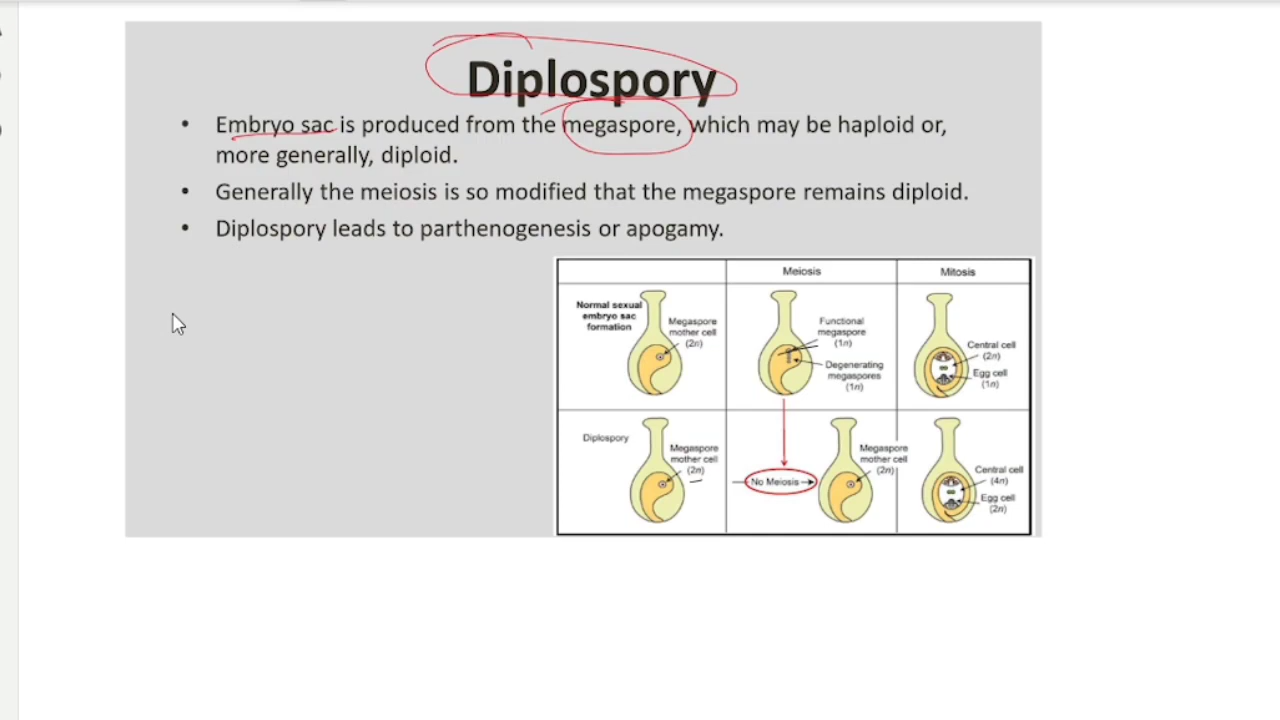 Diplospory
• Embryo sac is produced from the megaspore, which may be haploid or,
more generally, diploid.
• Generally the meiosis is so modified that the megaspore remains diploid.
• Diplospory leads to parthenogenesis or apogamy.
Meiosis
Mitosis
Normal sexual
embryo sac
formation
Megaspore
mother cell
(2n)
Functional
megaspore
(1n)
Degenerating
megaspores
(1n)
Central cell
(2n)
Egg cell
(1n)
Diplospory
Megaspore
mother cell
(2n)
No Meiosis
Megaspore
mother cell
(2n)
Central cell
(4n)
Egg cell
(2n)